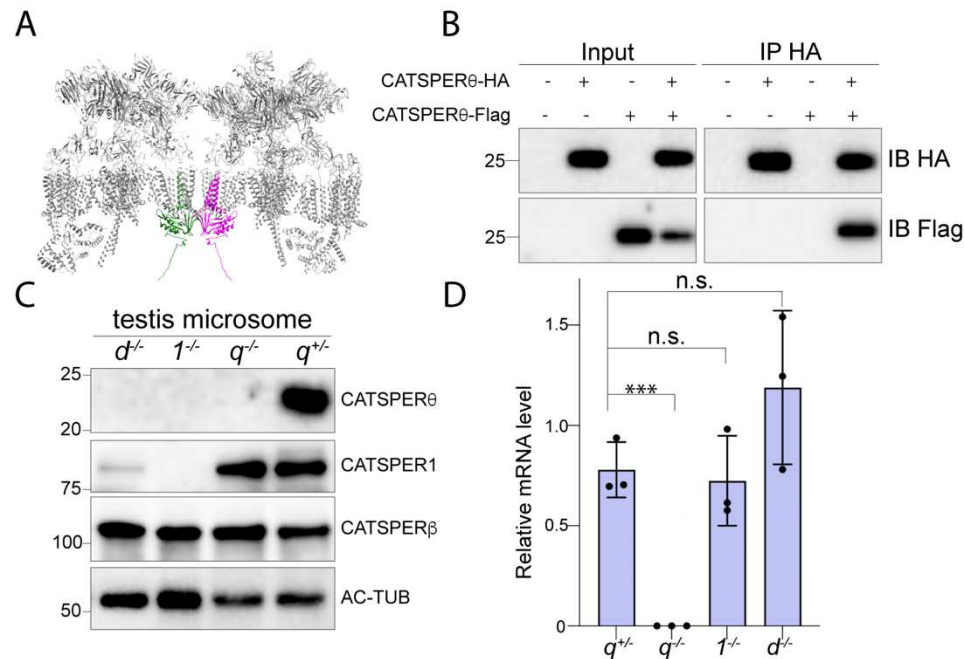 A
B
Input IP HA
CATSPERθ-HA - + - + - + - +
CATSPERθ-Flag - - + + - - + +
25 IB HA
25 IB Flag
C
testis microsome
d-/- 1-/- q-/- q+/-
25
20
CATSPERθ
75
CATSPER1
100
CATSPERβ
50
AC-TUB
D
n.s.
n.s.
***
Relative mRNA level
1.5
1.0
0.5
0
q+/- q-/- 1-/- d-/-